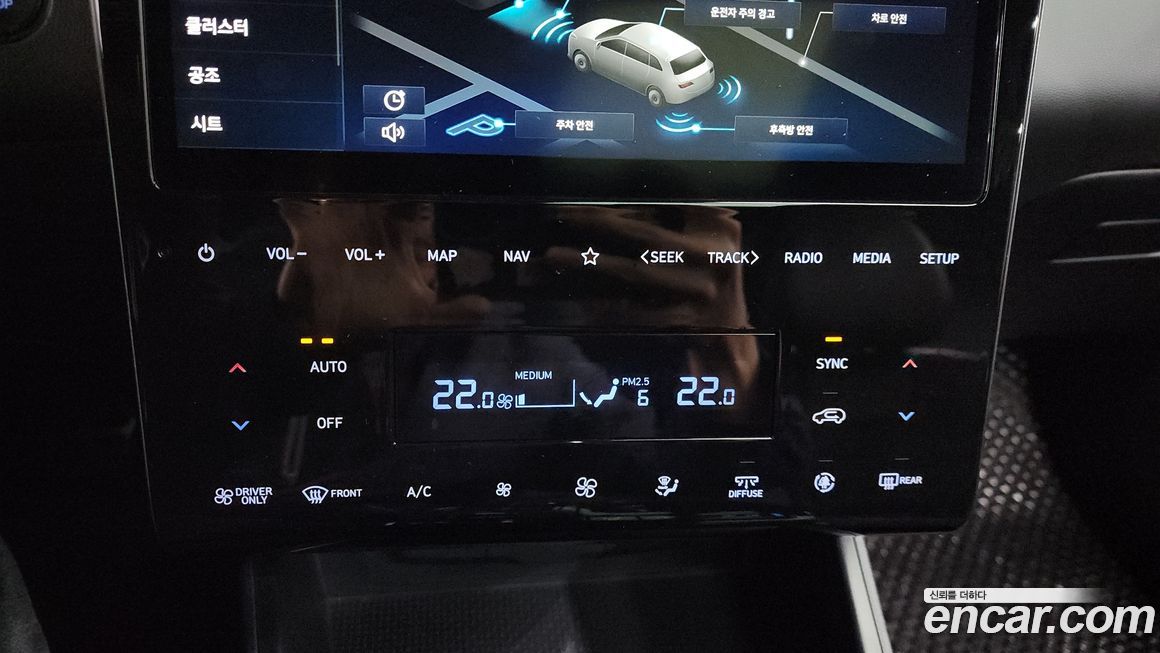 클러스터
운전자 주의 경고
차로 안전
공조
시트
주차 안전
후측방 안전
VOL− VOL+ MAP NAV <SEEK TRACK> RADIO MEDIA SETUP
AUTO
SYNC
22.0 MEDIUM PM2.5 6 22.0
OFF
DRIVER ONLY FRONT A/C DIFFUSE REAR
신뢰를 더하다
encar.com